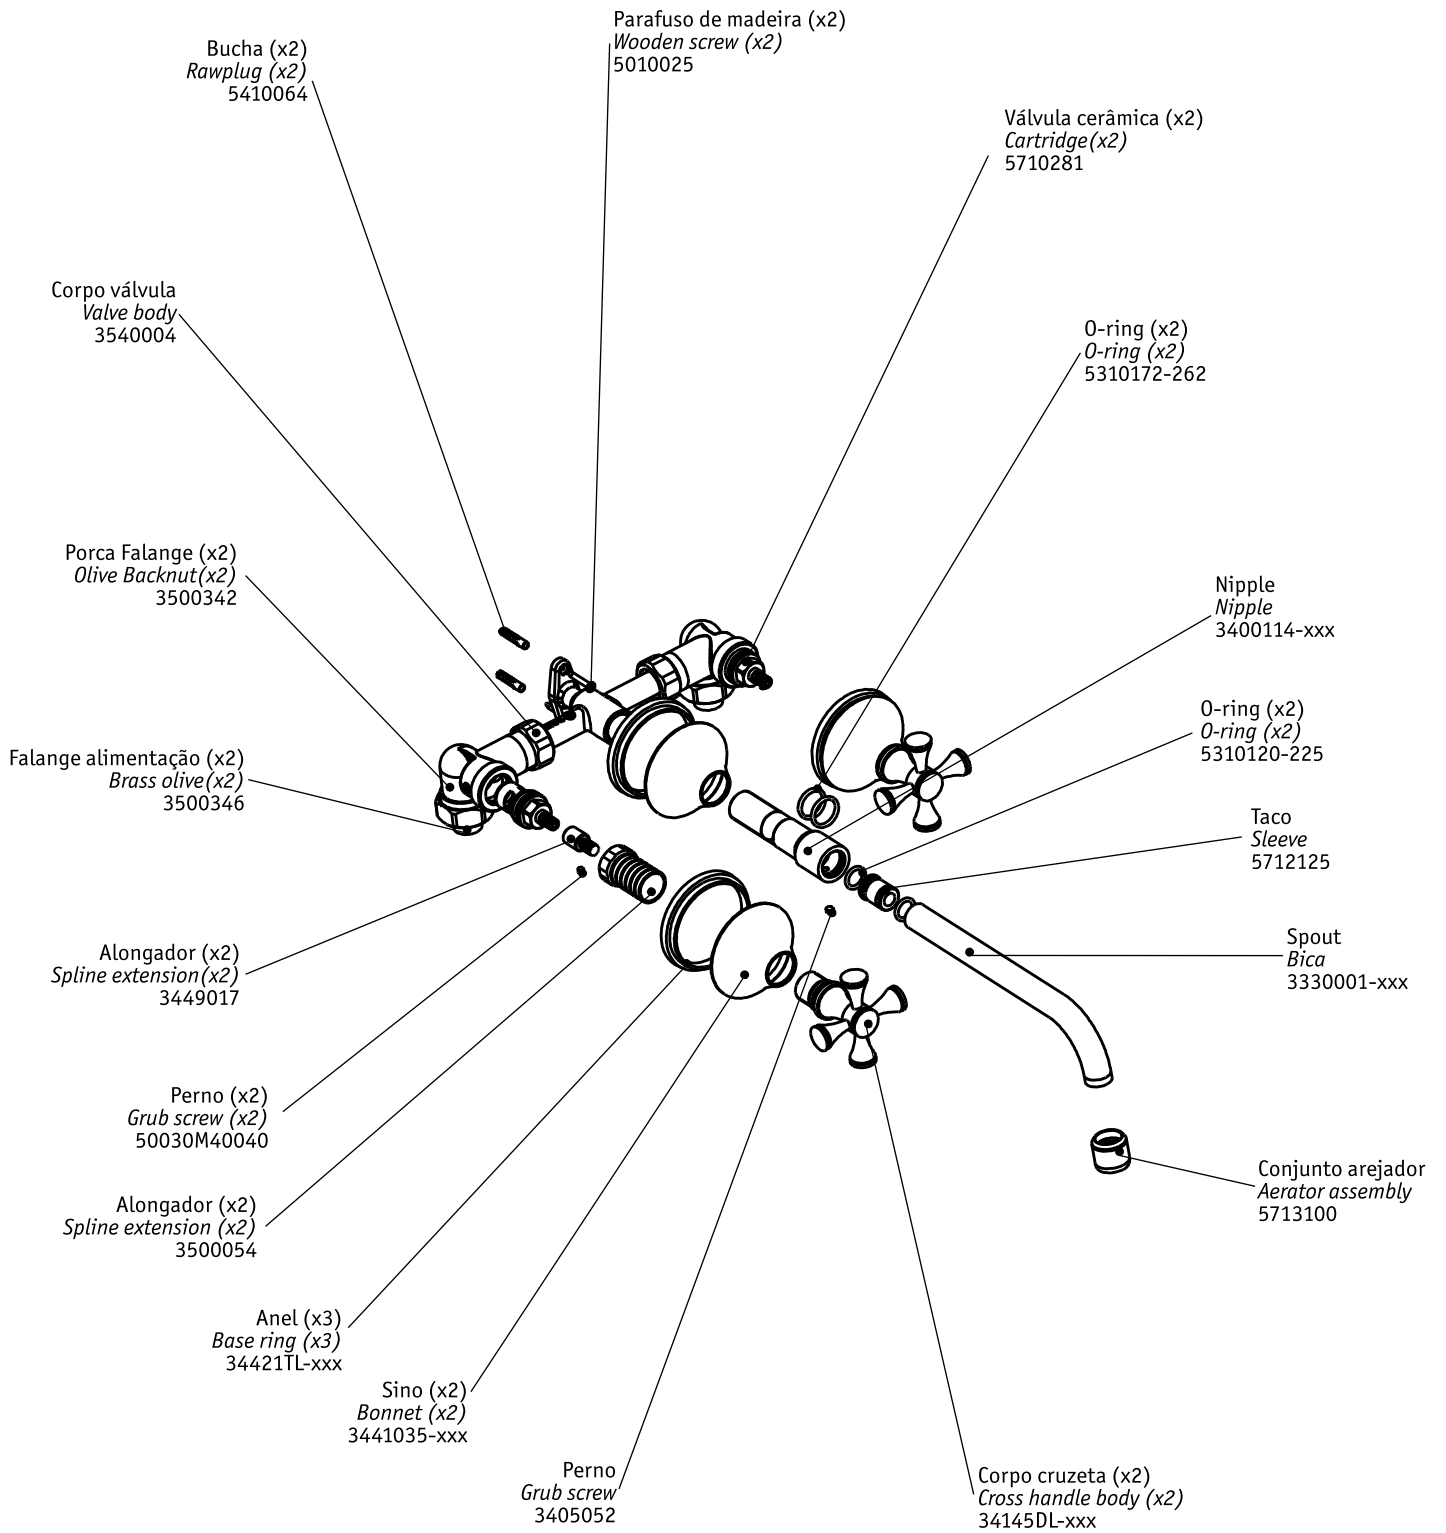 Parafuso de madeira (x2)
Wooden screw (x2)
5010025
Bucha (x2)
Rawplug (x2)
5410064
Válvula cerâmica (x2)
Cartridge(x2)
5710281
Corpo válvula
Valve body
3540004
O-ring (x2)
O-ring (x2)
5310172-262
Porca Falange (x2)
Olive Backnut(x2)
3500342
Nipple
Nipple
3400114-xxx
O-ring (x2)
O-ring (x2)
5310120-225
Falange alimentação (x2)
Brass olive(x2)
3500346
Taco
Sleeve
5712125
Spout
Bica
3330001-xxx
Alongador (x2)
Spline extension(x2)
3449017
Perno (x2)
Grub screw (x2)
50030M40040
Conjunto arejador
Aerator assembly
5713100
Alongador (x2)
Spline extension (x2)
3500054
Anel (x3)
Base ring (x3)
34421TL-xxx
Sino (x2)
Bonnet (x2)
3441035-xxx
Perno
Grub screw
3405052
Corpo cruzeta (x2)
Cross handle body (x2)
34145DL-xxx